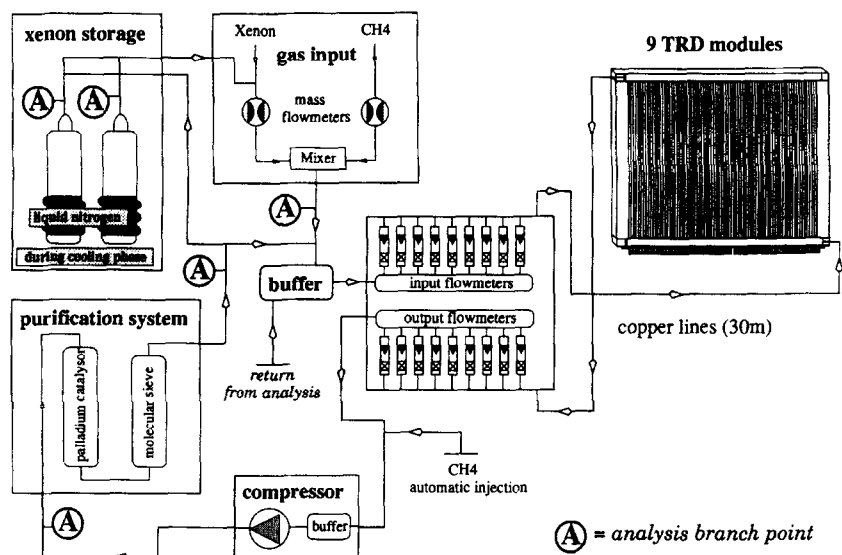 xenon storage
A
A
liquid nitrogen
during cooling phase
Xenon
CH4
gas input
mass
flowmeters
Mixer
A
9 TRD modules
A
buffer
input flowmeters
output flowmeters
copper lines (30m)
return
from analysis
purification system
palladium catalysor
molecular sieve
CH4
automatic injection
compressor
buffer
A
A = analysis branch point